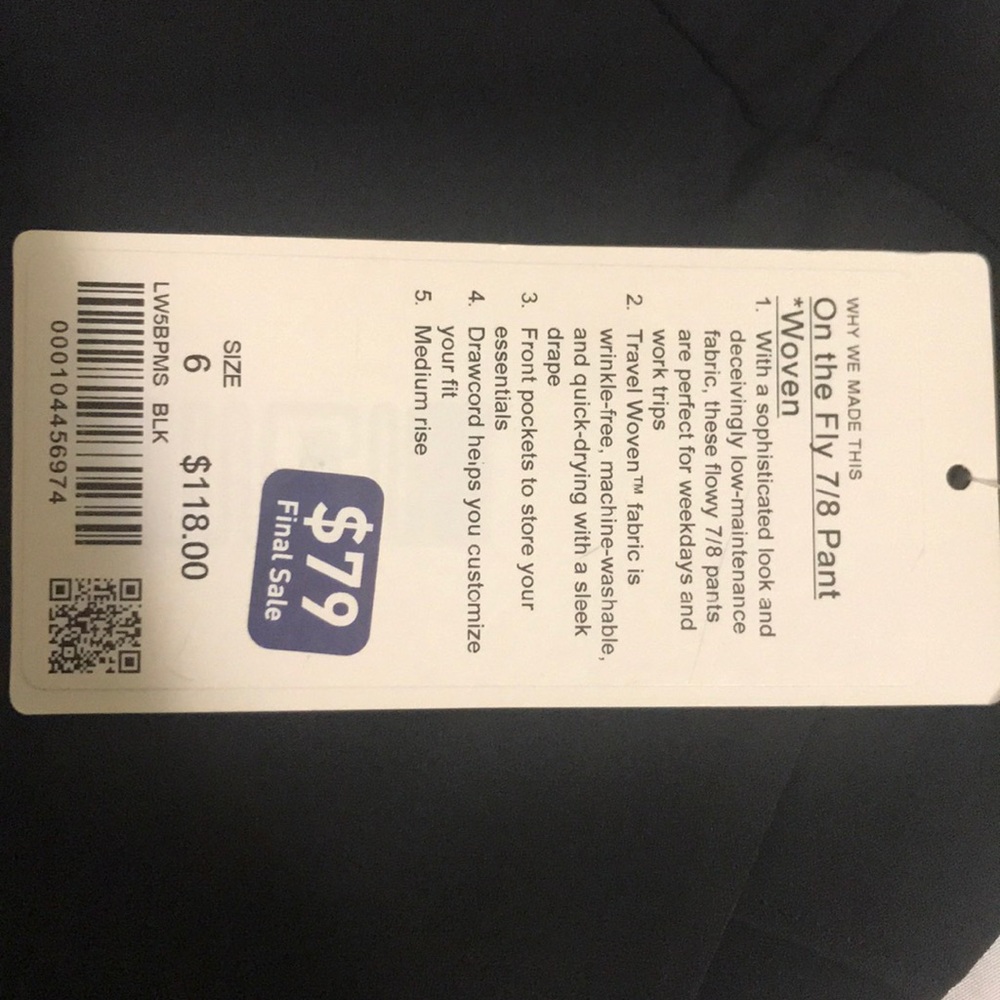 WHY WE MADE THIS
On the Fly 7/8 Pant
*Woven
1. With a sophisticated look and
deceivingly low-maintenance
fabric, these flowy 7/8 pants
are perfect for weekdays and
work trips
2. Travel Woven™ fabric is
wrinkle-free, machine-washable,
and quick-drying with a sleek
drape
3. Front pockets to store your
essentials
4. Drawcord helps you customize
your fit
5. Medium rise
$79
Final Sale
SIZE
6 $118.00
LW5BPMS BLK
000104456974